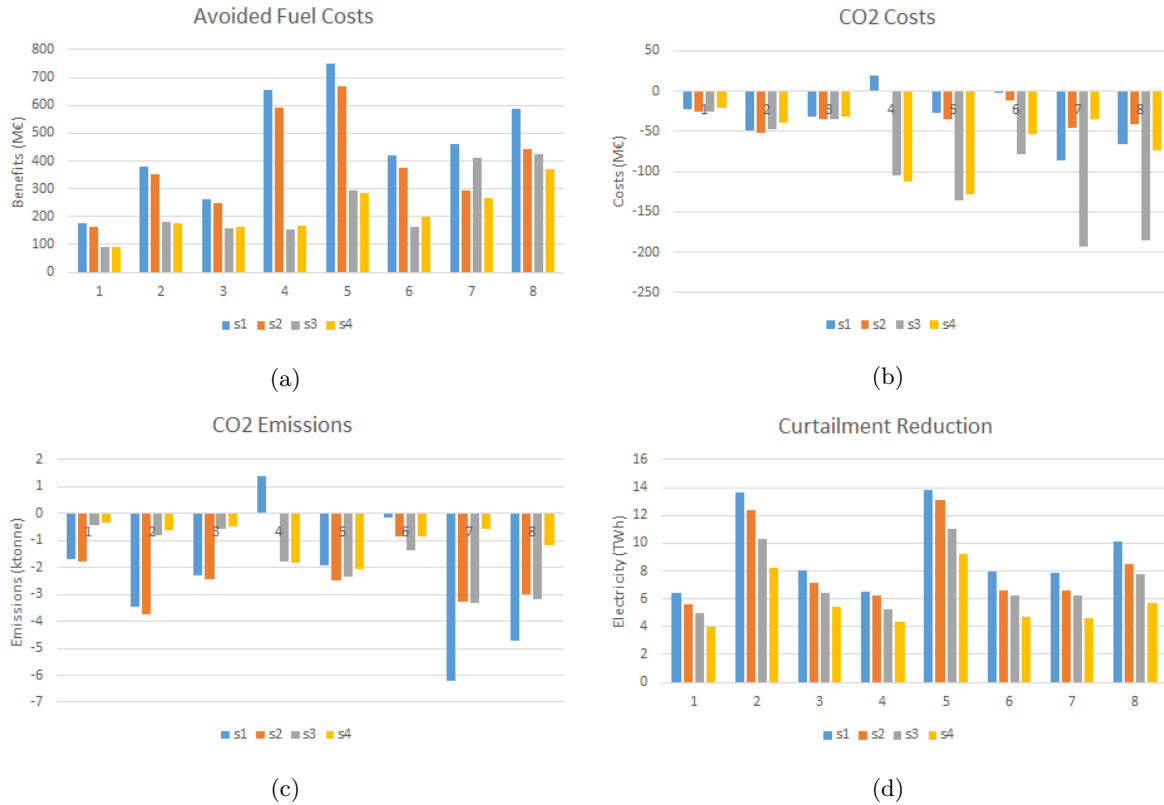 Avoided Fuel Costs
Benefits (M€)
800
700
600
500
400
300
200
100
0
1 2 3 4 5 6 7 8
s1 s2 s3 s4
(a)
CO2 Costs
Costs (M€)
50
0
-50
-100
-150
-200
-250
1 2 3 4 5 6 7 8
s1 s2 s3 s4
(b)
CO2 Emissions
Emissions (ktonne)
2
1
0
-1
-2
-3
-4
-5
-6
-7
1 2 3 4 5 6 7 8
s1 s2 s3 s4
(c)
Curtailment Reduction
Electricity (TWh)
16
14
12
10
8
6
4
2
0
1 2 3 4 5 6 7 8
s1 s2 s3 s4
(d)